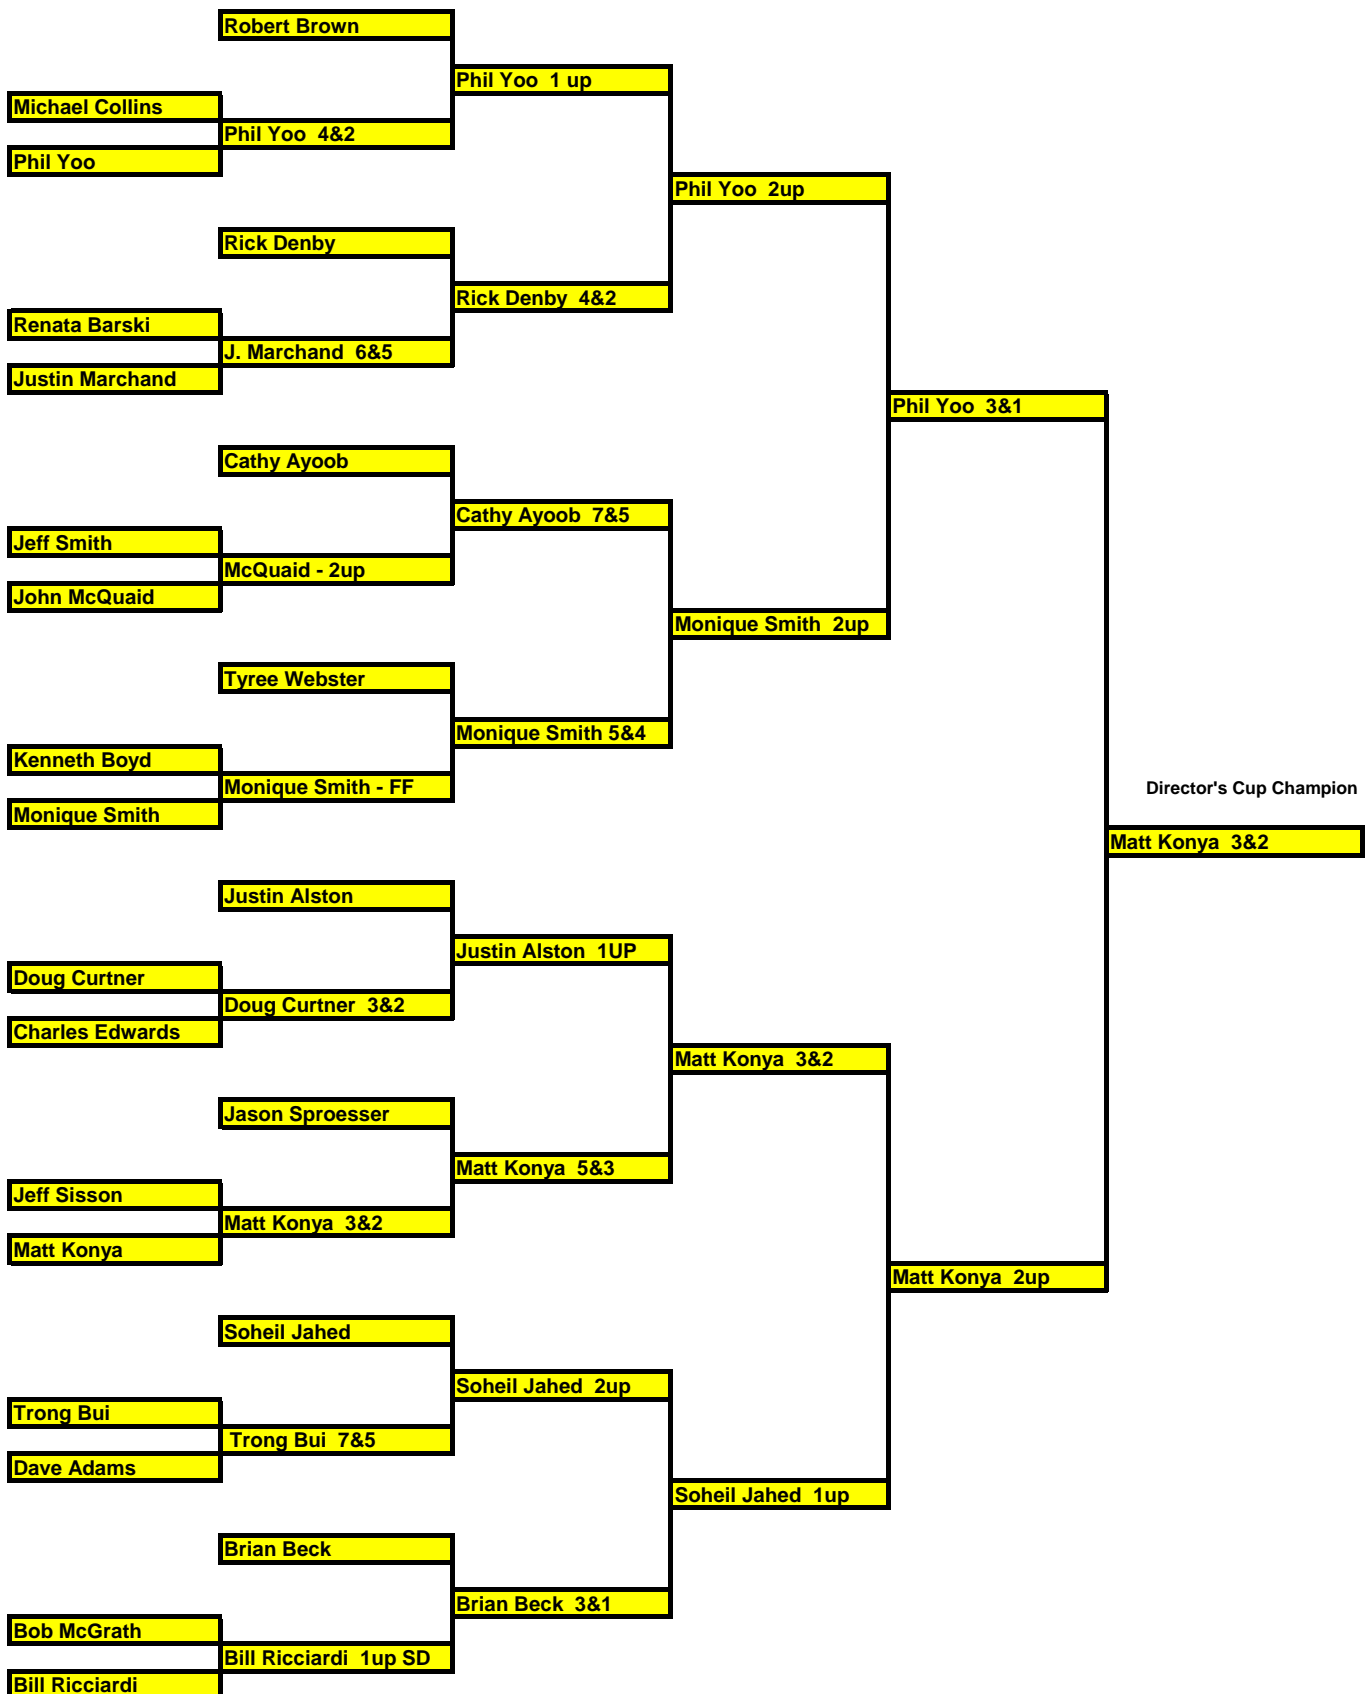 Robert Brown
Phil Yoo  1 up
Michael Collins
Phil Yoo  4&2
Phil Yoo
Phil Yoo  2up
Rick Denby
Rick Denby  4&2
Renata Barski
J. Marchand  6&5
Justin Marchand
Phil Yoo  3&1
Cathy Ayoob
Cathy Ayoob  7&5
Jeff Smith
McQuaid - 2up
John McQuaid
Monique Smith  2up
Tyree Webster
Monique Smith 5&4
Kenneth Boyd
Monique Smith - FF
Director's Cup Champion
Monique Smith
Matt Konya  3&2
Justin Alston
Justin Alston  1UP
Doug Curtner
Doug Curtner  3&2
Charles Edwards
Matt Konya  3&2
Jason Sproesser
Matt Konya  5&3
Jeff Sisson
Matt Konya  3&2
Matt Konya
Matt Konya  2up
Soheil Jahed
Soheil Jahed  2up
Trong Bui
Trong Bui  7&5
Dave Adams
Soheil Jahed  1up
Brian Beck
Brian Beck  3&1
Bob McGrath
Bill Ricciardi  1up SD
Bill Ricciardi